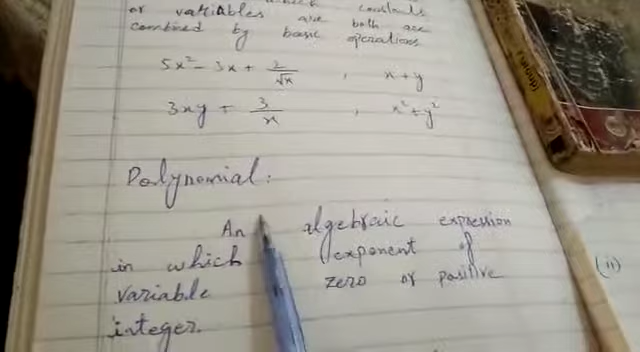 of variables are both are
combined by basic operations
5x² - 3x + 2/√x , x+y
3xy + 3/x , x²+y²
Polynomial:
An algebraic expression
in which exponent of
variable zero or positive
integer.
(ii)